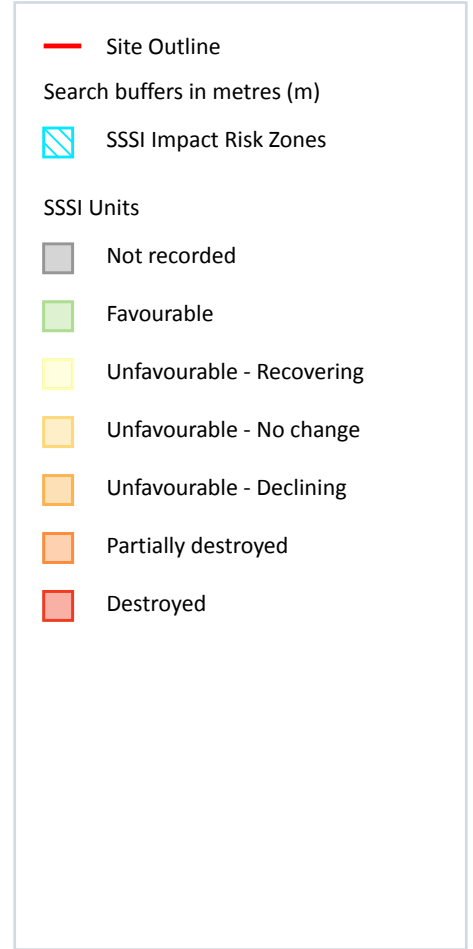 Site Outline
Search buffers in metres (m)
SSSI Impact Risk Zones
SSSI Units
Not recorded
Favourable
Unfavourable - Recovering
Unfavourable - No change
Unfavourable - Declining
Partially destroyed
Destroyed